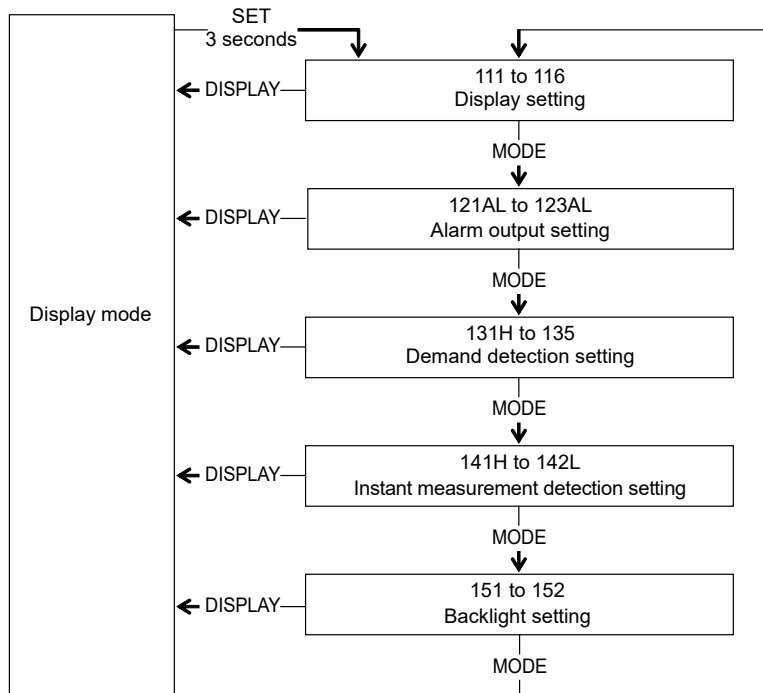 SET
3 seconds
111 to 116
Display setting
DISPLAY
MODE
121AL to 123AL
Alarm output setting
DISPLAY
MODE
Display mode
131H to 135
Demand detection setting
DISPLAY
MODE
141H to 142L
Instant measurement detection setting
DISPLAY
MODE
151 to 152
Backlight setting
DISPLAY
MODE